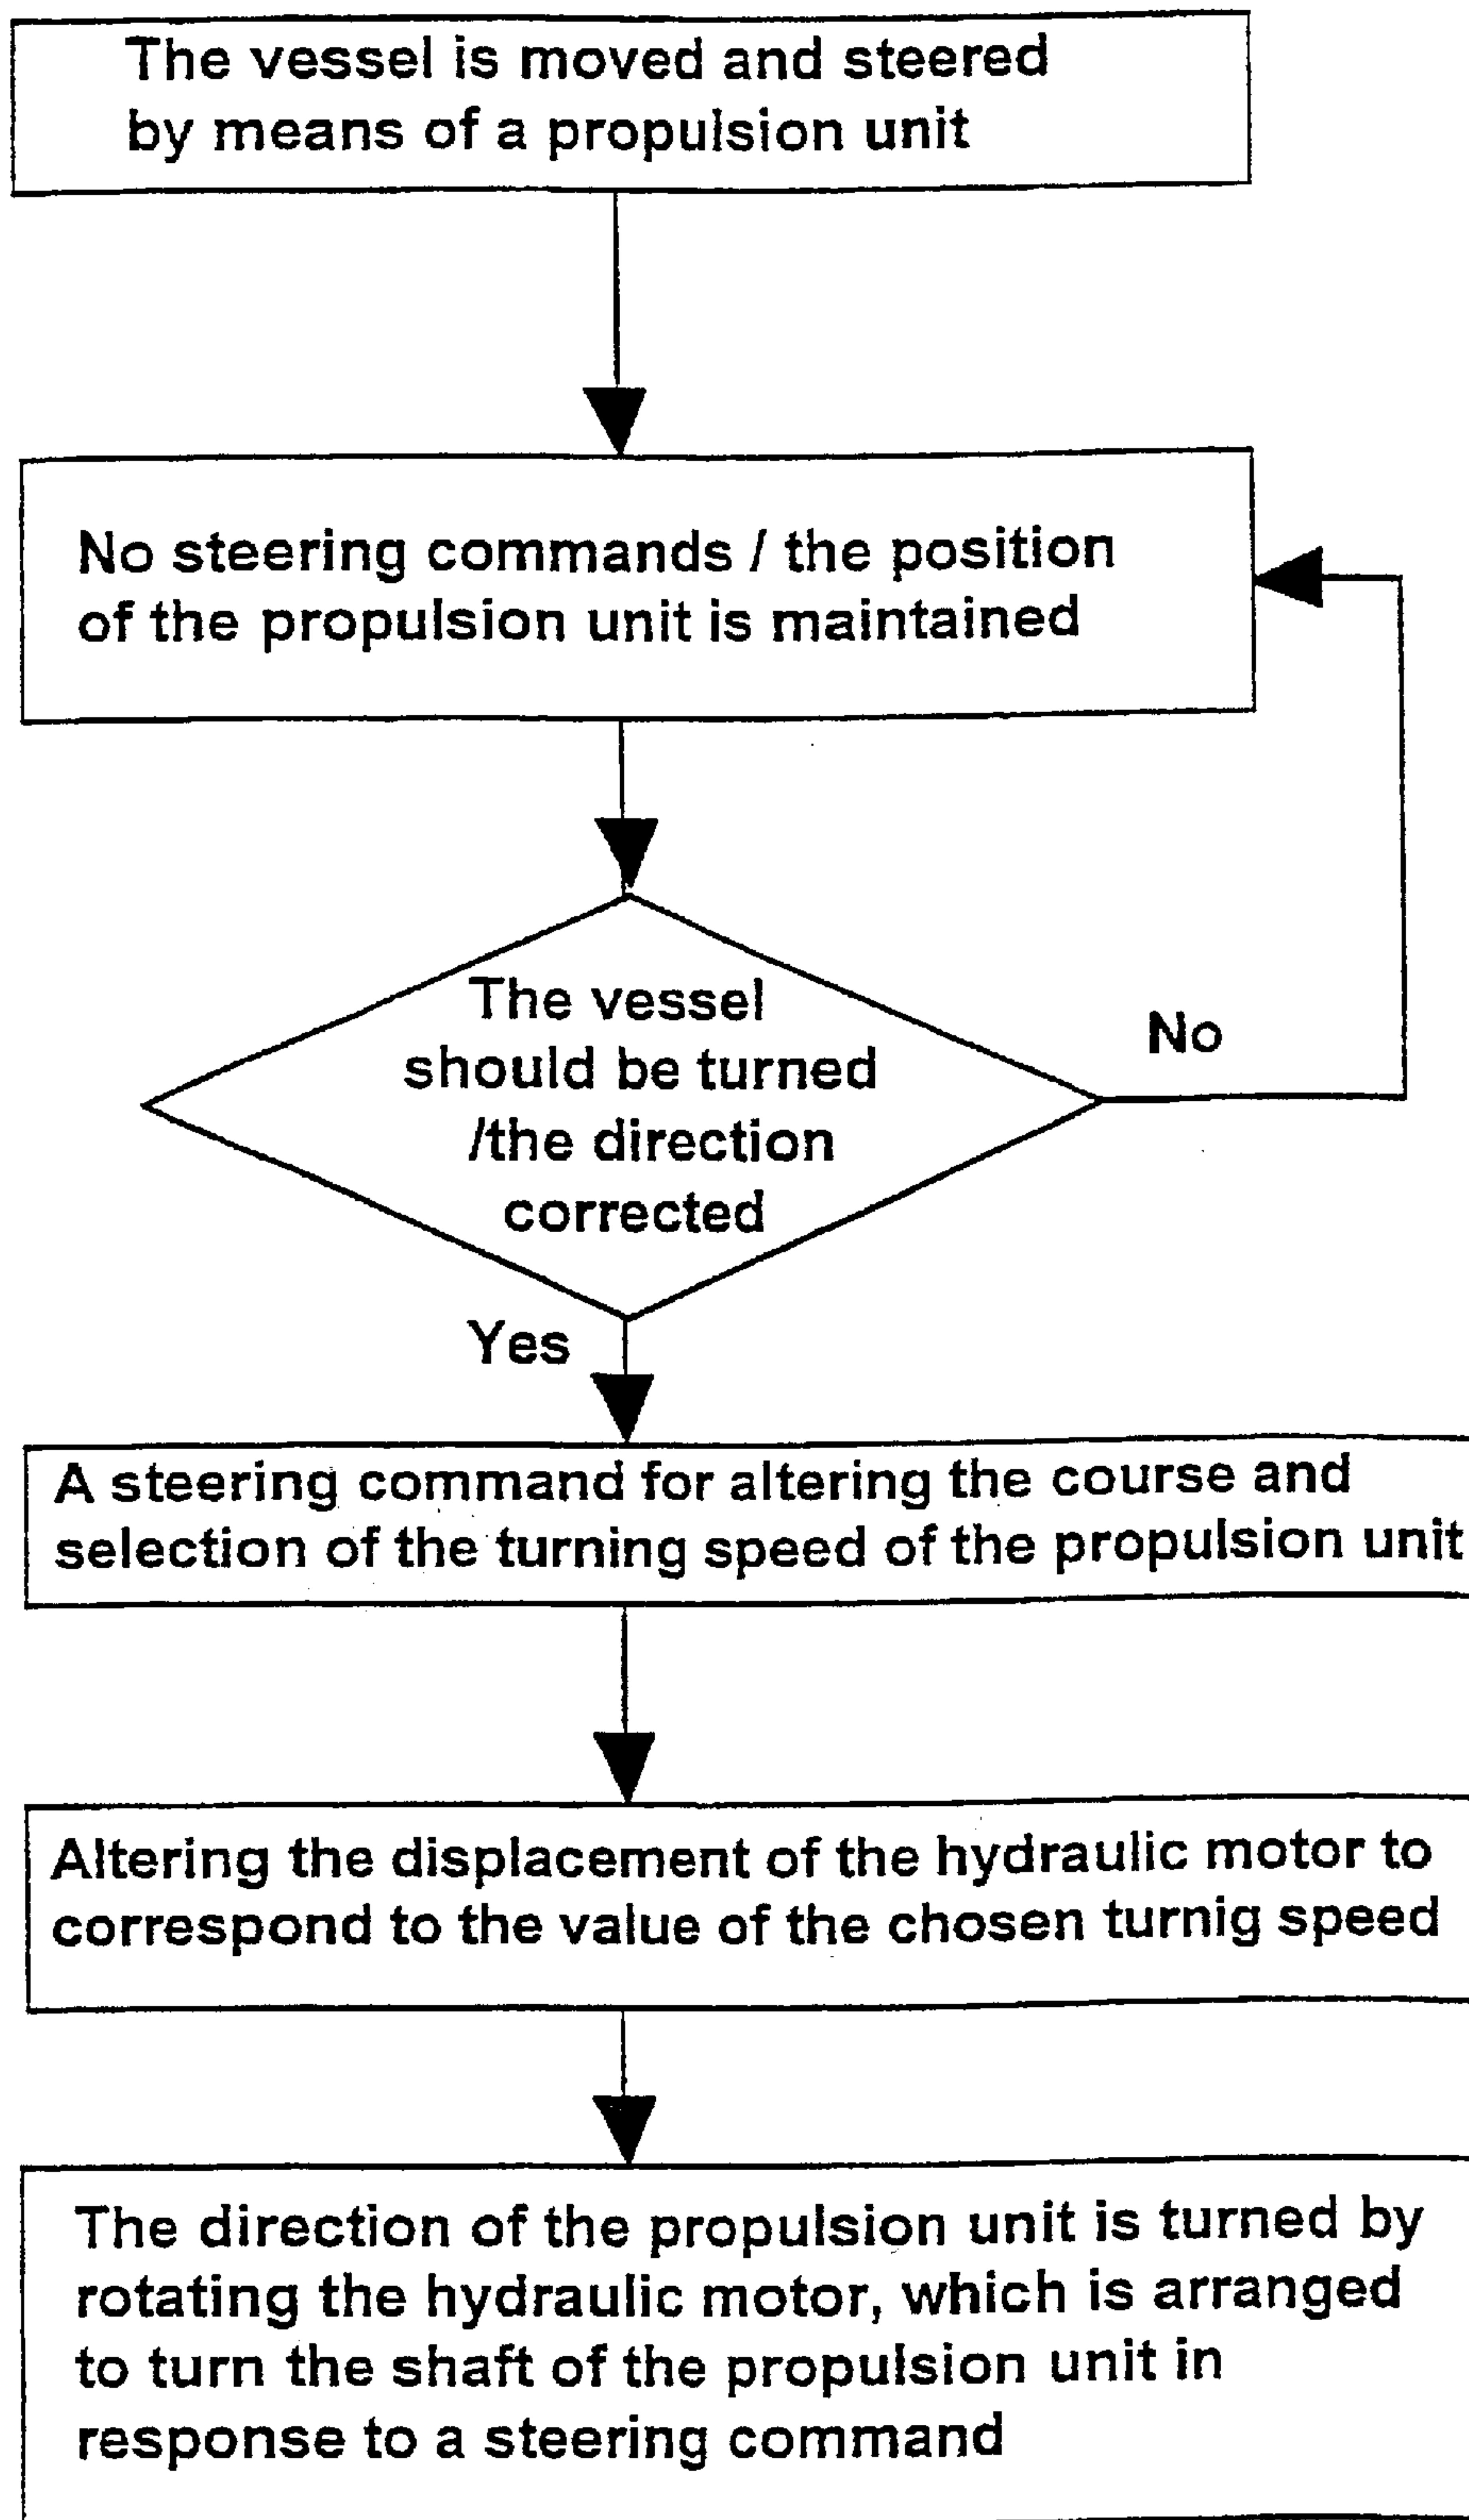 The vessel is moved and steered
by means of a propulsion unit
No steering commands / the position
of the propulsion unit is maintained
The vessel
should be turned
/the direction
corrected
No
Yes
A steering command for altering the course and
selection of the turning speed of the propulsion unit
Altering the displacement of the hydraulic motor to
correspond to the value of the chosen turnig speed
The direction of the propulsion unit is turned by
rotating the hydraulic motor, which is arranged
to turn the shaft of the propulsion unit in
response to a steering command